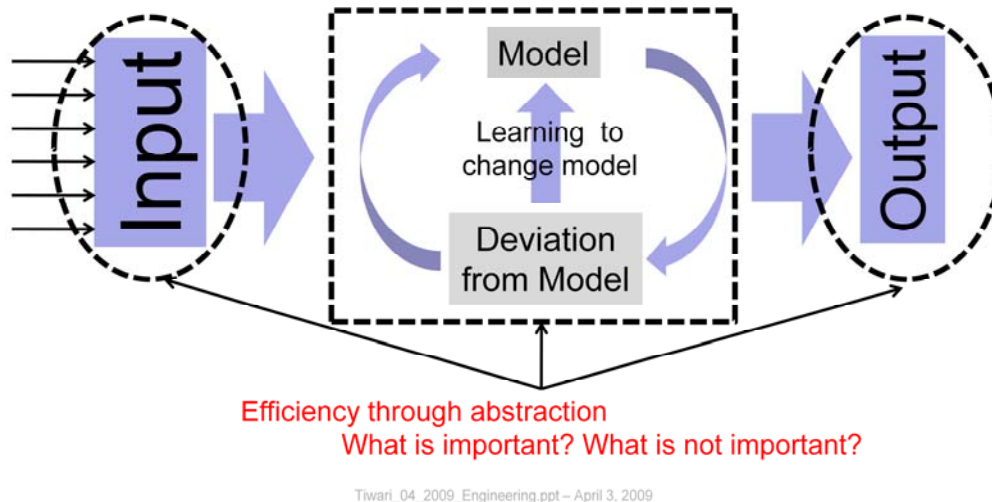 Input
Model
Learning to
change model
Deviation
from Model
Output
Efficiency through abstraction
What is important? What is not important?
Tiwari_04_2009_Engineering.ppt – April 3, 2009